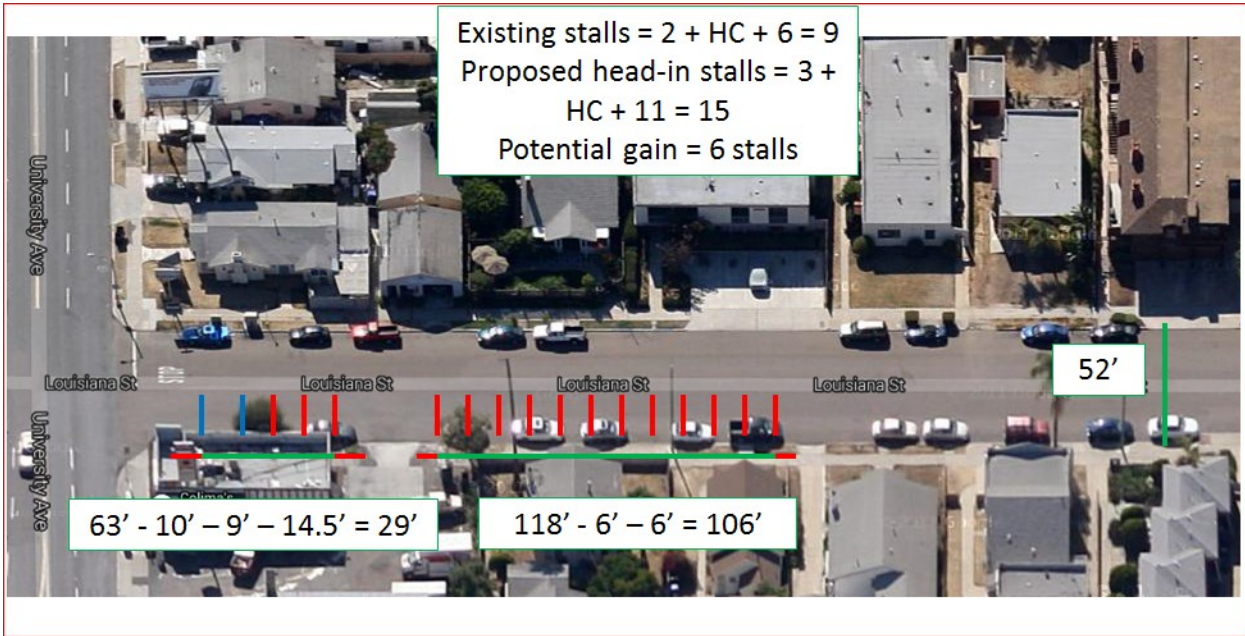 Existing stalls = 2 + HC + 6 = 9
Proposed head-in stalls = 3 +
HC + 11 = 15
Potential gain = 6 stalls
University Ave
52’
Louisiana St
STOP
Louisiana St
Louisiana St
Louisiana St
University Ave
Colima's
63’ - 10’ – 9’ – 14.5’ = 29’
118’ - 6’ – 6’ = 106’